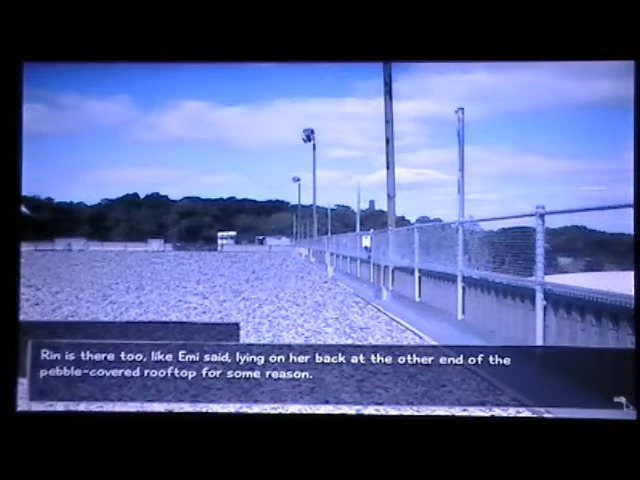 Rin is there too, like Emi said, lying on her back at the other end of the
pebble-covered rooftop for some reason.